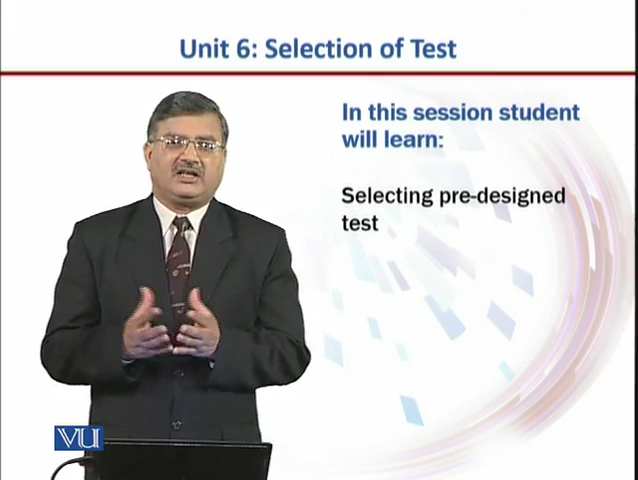 Unit 6: Selection of Test
In this session student
will learn:
Selecting pre-designed
test
VU